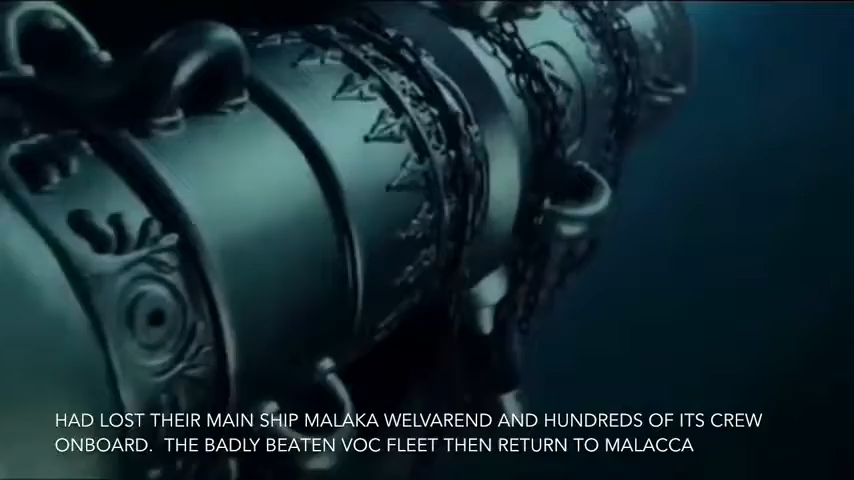 HAD LOST THEIR MAIN SHIP MALAKA WELVAREND AND HUNDREDS OF ITS CREW
ONBOARD.  THE BADLY BEATEN VOC FLEET THEN RETURN TO MALACCA